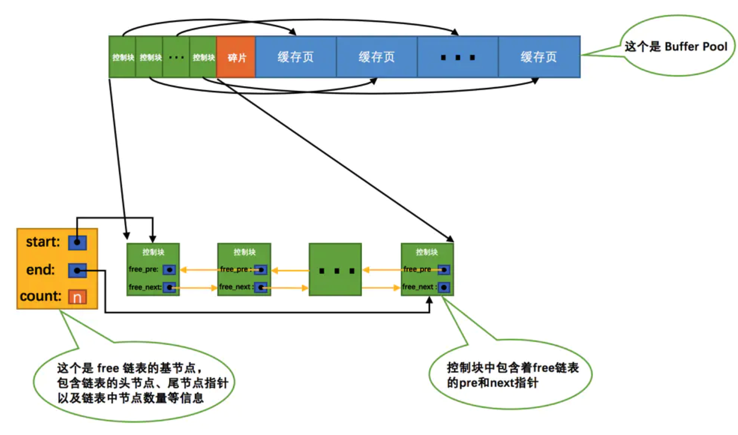 控制块 控制块 ··· 控制块 碎片 缓存页 缓存页 ··· 缓存页
这个是 Buffer Pool
start:
end:
count: n
控制块
free_pre:
free_next:
控制块
free_pre :
free_next :
···
控制块
free_pre
free_next :
这个是 free 链表的基节点，
包含链表的头节点、尾节点指针
以及链表中节点数量等信息
控制块中包含着free链表
的pre和next指针